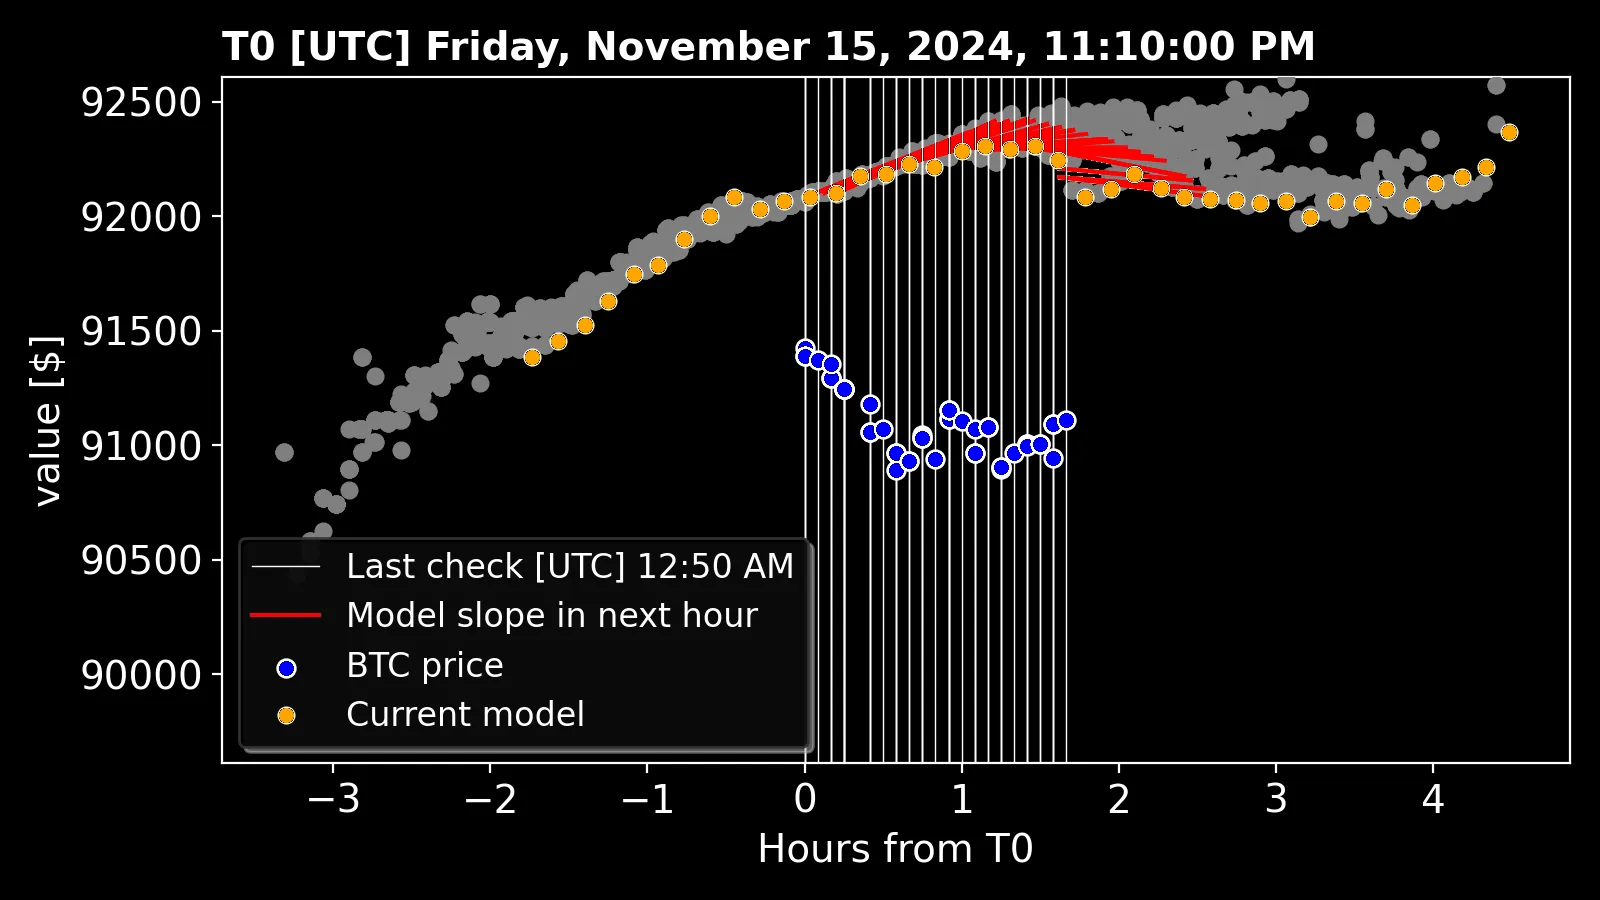 T0 [UTC] Friday, November 15, 2024, 11:10:00 PM
92500
92000
91500
91000
90500
90000
value [$]
Last check [UTC] 12:50 AM
Model slope in next hour
BTC price
Current model
−3 −2 −1 0 1 2 3 4
Hours from T0